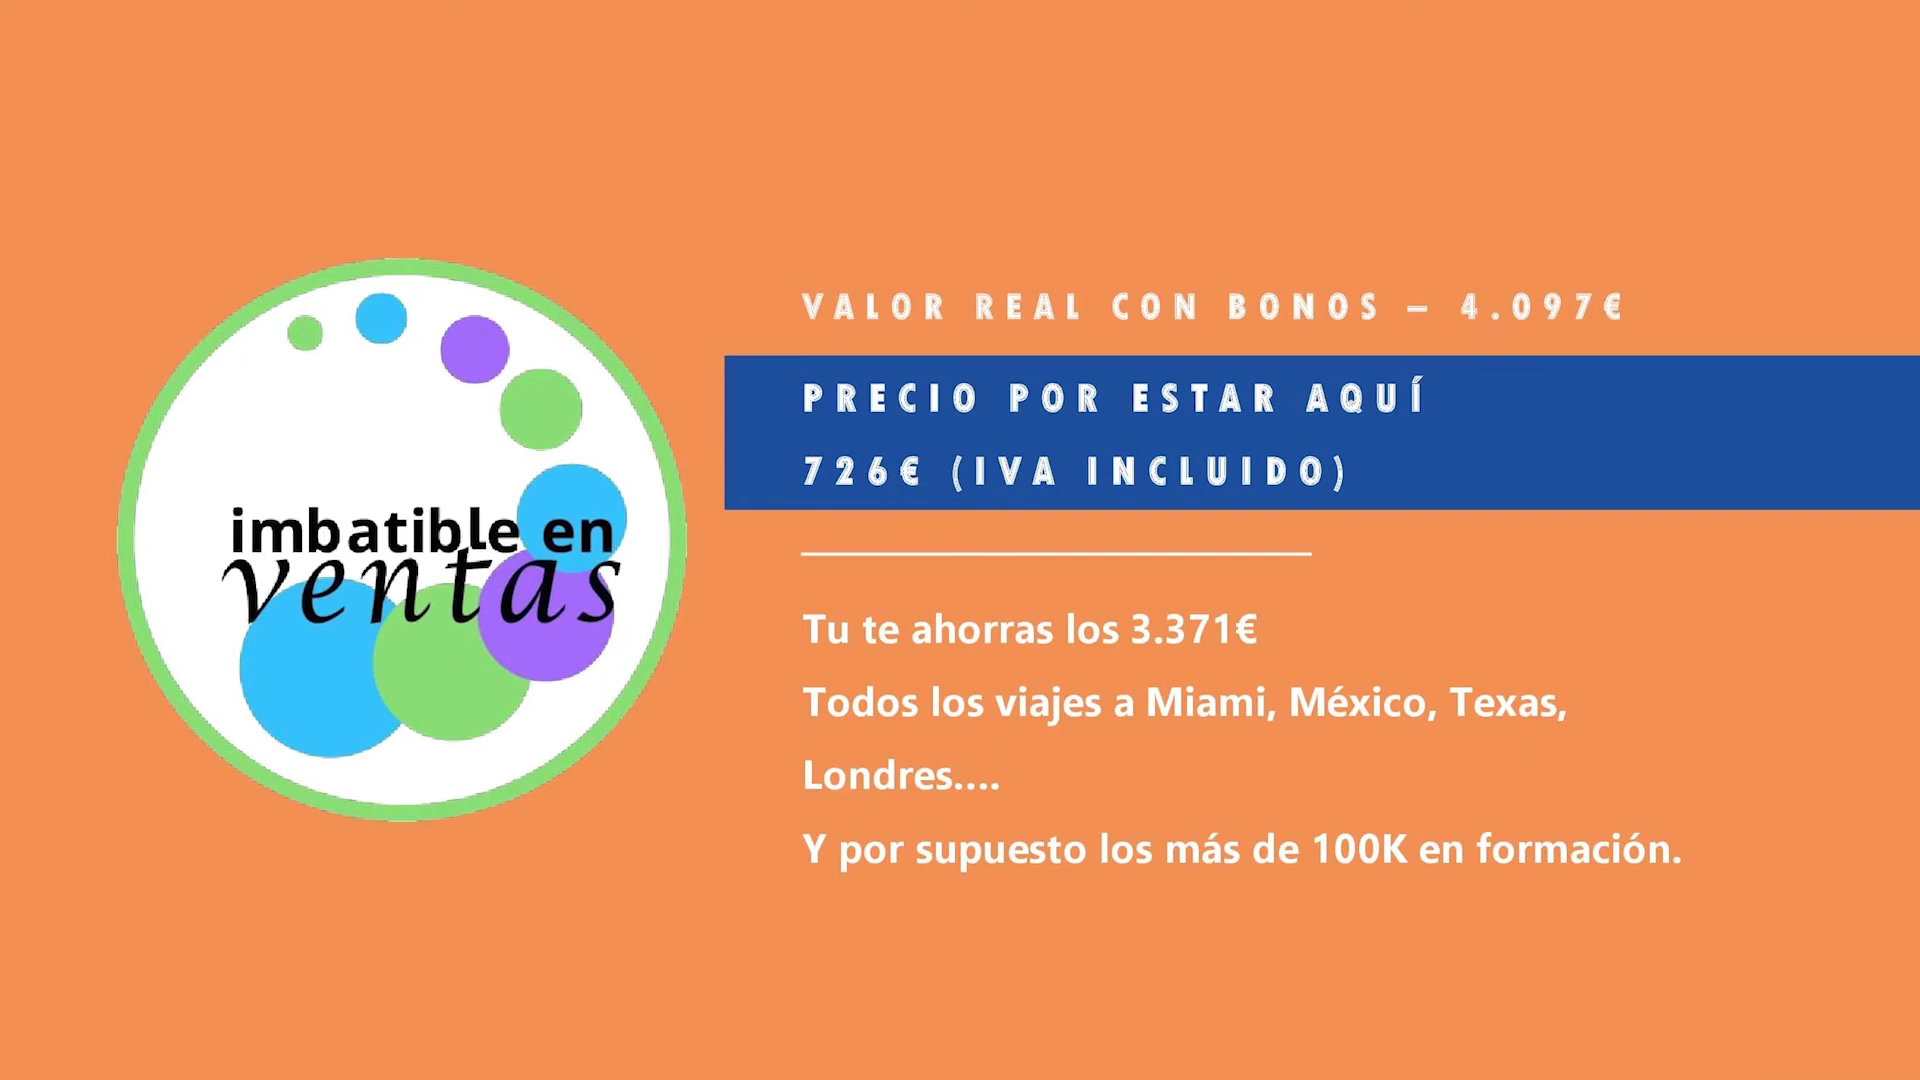 imbatible en
ventas
VALOR REAL CON BONOS – 4.097€
PRECIO POR ESTAR AQUÍ
726€ (IVA INCLUIDO)
Tu te ahorras los 3.371€
Todos los viajes a Miami, México, Texas,
Londres....
Y por supuesto los más de 100K en formación.